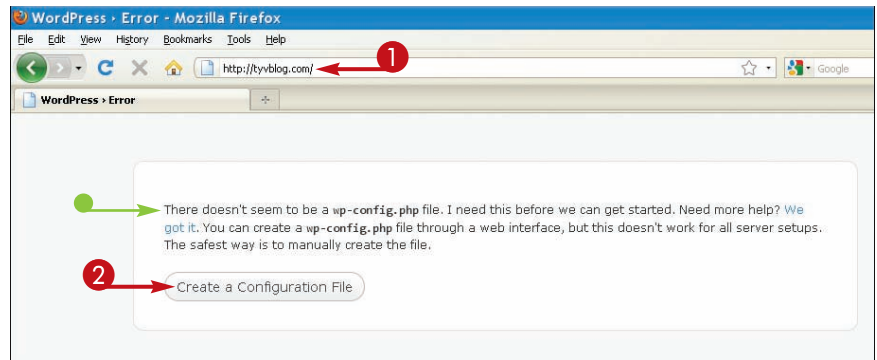 WordPress › Error - Mozilla Firefox
File Edit View History Bookmarks Tools Help
http://tyvblog.com/
1
Google
WordPress › Error
There doesn't seem to be a wp-config.php file. I need this before we can get started. Need more help? We
got it. You can create a wp-config.php file through a web interface, but this doesn't work for all server setups.
The safest way is to manually create the file.
2
Create a Configuration File